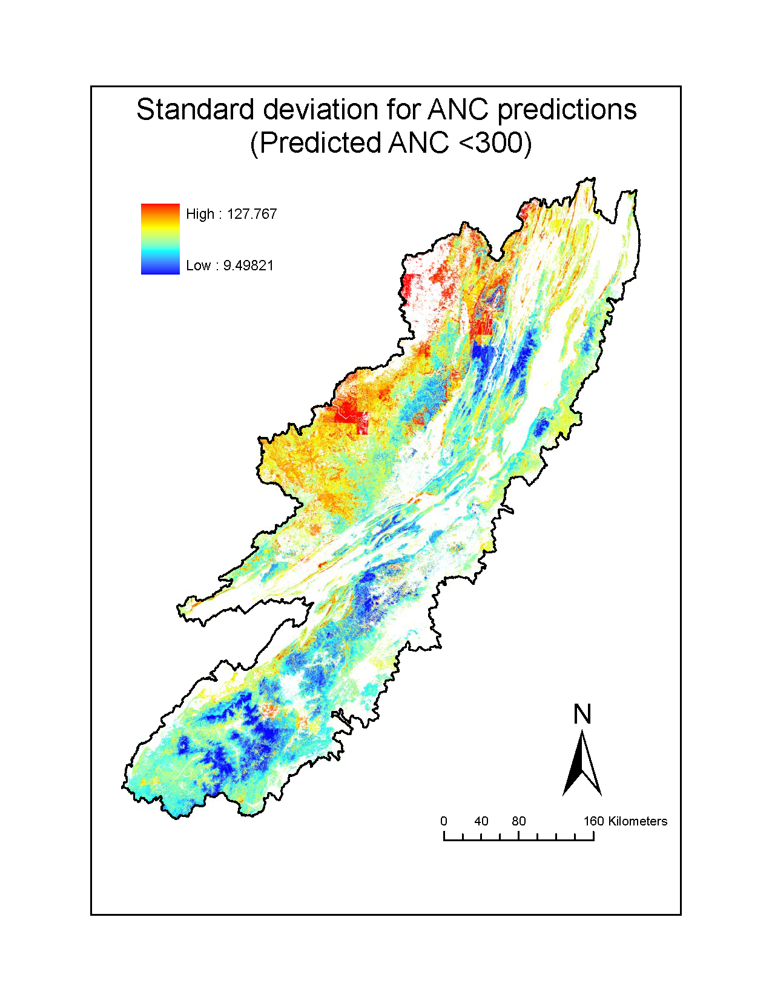 Standard deviation for ANC predictions
(Predicted ANC <300)
High : 127.767
Low : 9.49821
N
0 40 80 160 Kilometers